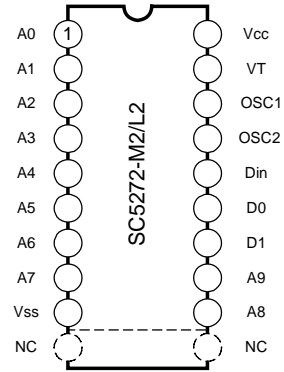 A0 1 Vcc
A1 VT
A2 OSC1
A3 OSC2
A4 Din
A5 D0
A6 D1
A7 A9
Vss A8
NC NC
SC5272-M2/L2